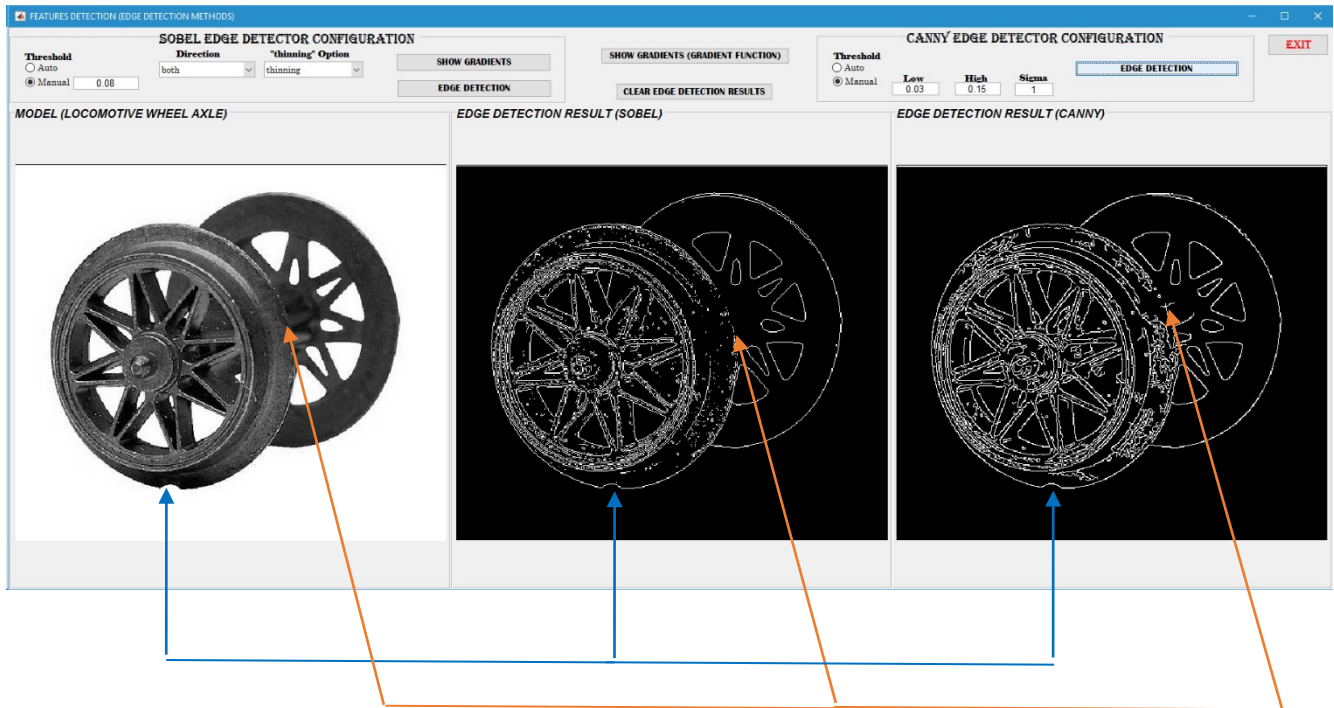 FEATURES DETECTION (EDGE DETECTION METHODS)
SOBEL EDGE DETECTOR CONFIGURATION
Threshold
Auto
Manual 0.08
Direction
both
"thinning" Option
thinning
SHOW GRADIENTS
EDGE DETECTION
SHOW GRADIENTS (GRADIENT FUNCTION)
CLEAR EDGE DETECTION RESULTS
CANNY EDGE DETECTOR CONFIGURATION
Threshold
Auto
Manual
Low
0.03
High
0.15
Sigma
1
EDGE DETECTION
EXIT
MODEL (LOCOMOTIVE WHEEL AXLE)
EDGE DETECTION RESULT (SOBEL)
EDGE DETECTION RESULT (CANNY)